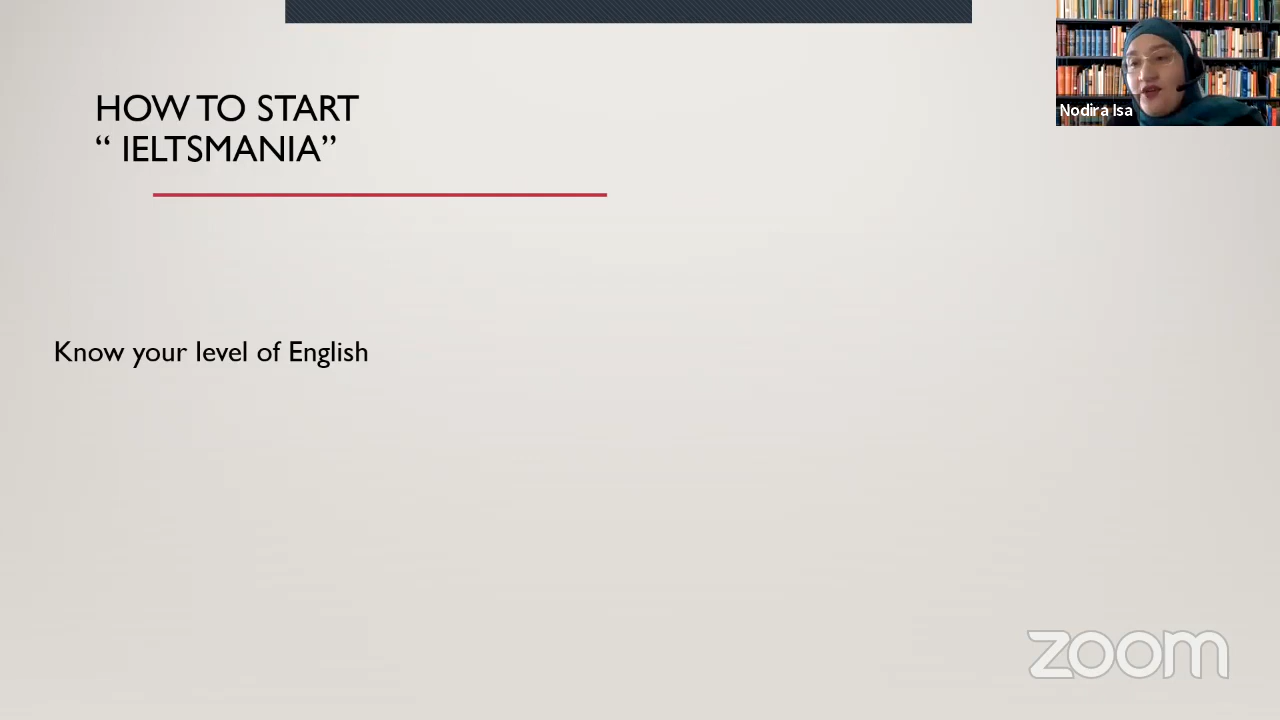 HOW TO START
“ IELTSMANIA”
Nodira Isa
Know your level of English
zoom